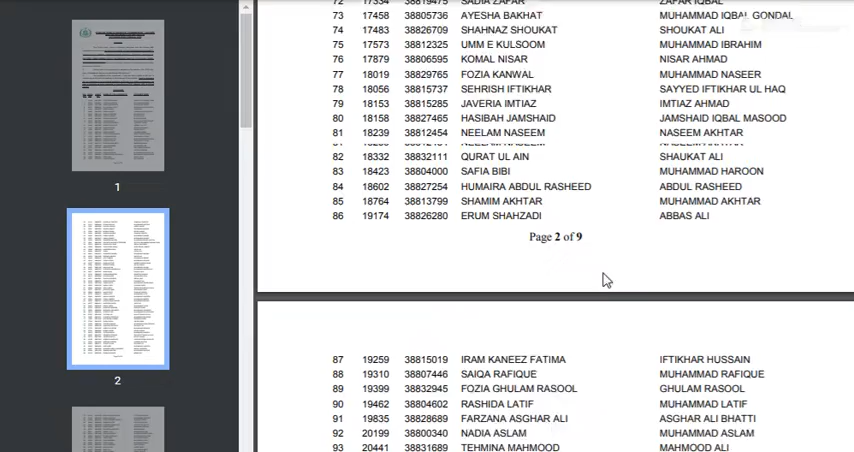 72 17334 38819475 SADIA ZAFAR ZAFAR IQBAL
73 17458 38805736 AYESHA BAKHAT MUHAMMAD IQBAL GONDAL
74 17483 38826709 SHAHNAZ SHOUKAT SHOUKAT ALI
75 17573 38812325 UMM E KULSOOM MUHAMMAD IBRAHIM
76 17879 38806595 KOMAL NISAR NISAR AHMAD
77 18019 38829765 FOZIA KANWAL MUHAMMAD NASEER
78 18056 38815737 SEHRISH IFTIKHAR SAYYED IFTIKHAR UL HAQ
79 18153 38815285 JAVERIA IMTIAZ IMTIAZ AHMAD
80 18158 38827465 HASIBAH JAMSHAID JAMSHAID IQBAL MASOOD
81 18239 38812454 NEELAM NASEEM NASEEM AKHTAR
82 18332 38832111 QURAT UL AIN SHAUKAT ALI
83 18423 38804000 SAFIA BIBI MUHAMMAD HAROON
84 18602 38827254 HUMAIRA ABDUL RASHEED ABDUL RASHEED
85 18764 38813799 SHAMIM AKHTAR MUHAMMAD AKHTAR
86 19174 38826280 ERUM SHAHZADI ABBAS ALI
Page 2 of 9
87 19259 38815019 IRAM KANEEZ FATIMA IFTIKHAR HUSSAIN
88 19310 38807446 SAIQA RAFIQUE MUHAMMAD RAFIQUE
89 19399 38832945 FOZIA GHULAM RASOOL GHULAM RASOOL
90 19462 38804602 RASHIDA LATIF MUHAMMAD LATIF
91 19835 38828689 FARZANA ASGHAR ALI ASGHAR ALI BHATTI
92 20199 38800340 NADIA ASLAM MUHAMMAD ASLAM
93 20441 38831689 TEHMINA MAHMOOD MAHMOOD ALI
1
2